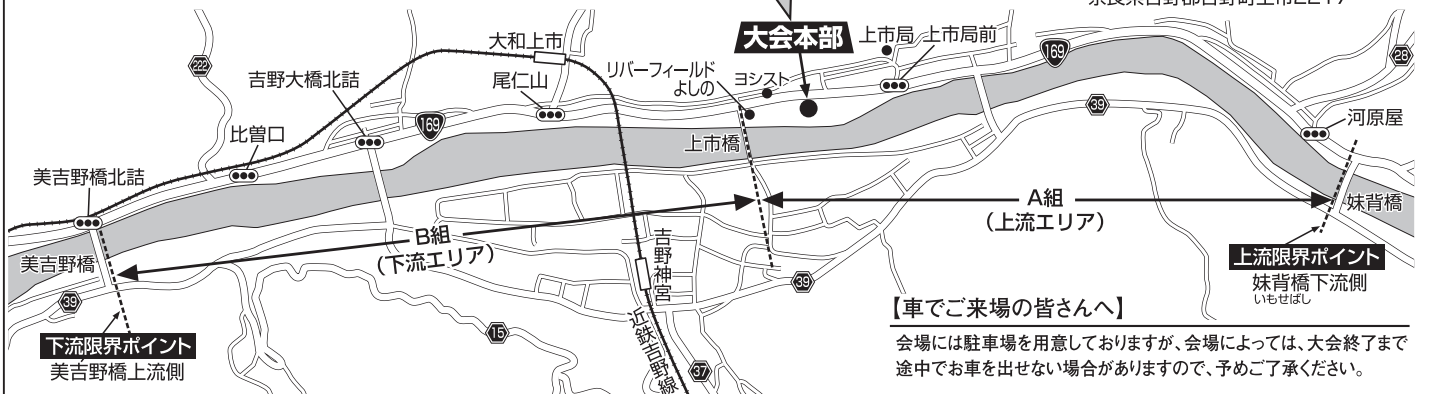 大会本部
上市局
上市局前
169
28
大和上市
222
リバーフィールド
よしの
ヨシスト
吉野大橋北詰
尾仁山
39
169
河原屋
比曽口
上市橋
美吉野橋北詰
A組
(上流エリア)
妹背橋
B組
(下流エリア)
吉野神宮
美吉野橋
上流限界ポイント
妹背橋下流側
いもせばし
39
39
【車でご来場の皆さんへ】
会場には駐車場を用意しておりますが、会場によっては、大会終了まで
途中でお車を出せない場合がありますので、予めご了承ください。
15
近鉄吉野線
下流限界ポイント
美吉野橋上流側
37